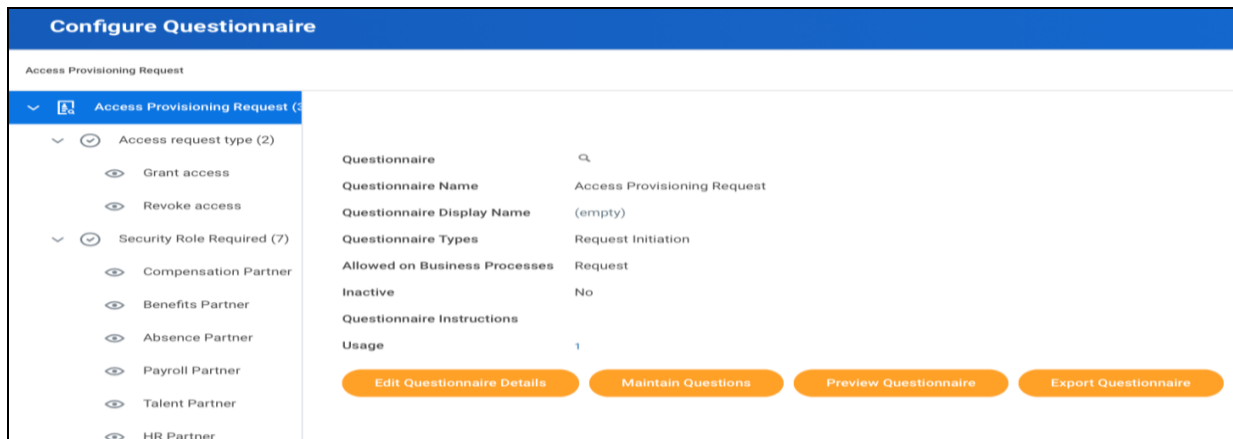 Configure Questionnaire
Access Provisioning Request
Access Provisioning Request (3
Access request type (2)
Grant access
Revoke access
Security Role Required (7)
Compensation Partner
Benefits Partner
Absence Partner
Payroll Partner
Talent Partner
HR Partner
Questionnaire
Questionnaire Name Access Provisioning Request
Questionnaire Display Name (empty)
Questionnaire Types Request Initiation
Allowed on Business Processes Request
Inactive No
Questionnaire Instructions
Usage 1
Edit Questionnaire Details Maintain Questions Preview Questionnaire Export Questionnaire